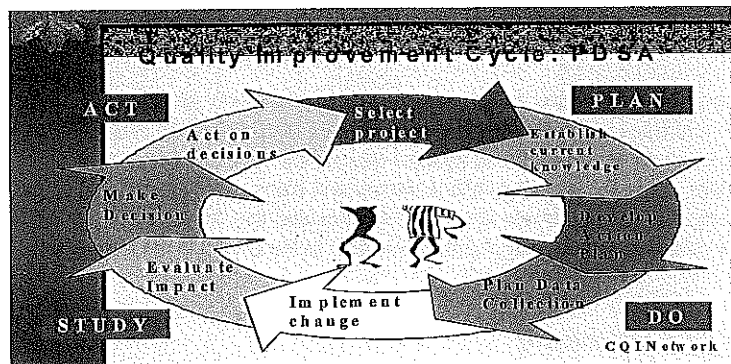 Quality Improvement Cycle: PDSA
ACT
PLAN
Select
project
Act on
decisions
Establish
current
knowledge
Make
Decision
Develop
Action
Plan
Evaluate
Impact
Plan Data
Collection
Implement
change
STUDY
DO
CQINetwork